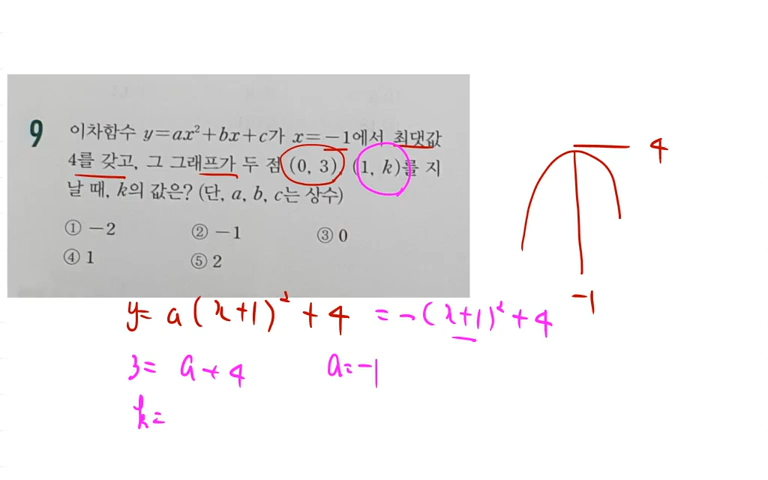 9 이차함수 y=ax²+bx+c가 x=-1에서 최댓값
4를 갖고, 그 그래프가 두 점 (0, 3), (1, k)를 지
날 때, k의 값은? (단, a, b, c는 상수)
① -2 ② -1 ③ 0
④ 1 ⑤ 2
4
-1
y= a(x+1)²+4 = -(x+1)²+4
3= a+4 a=-1
k=